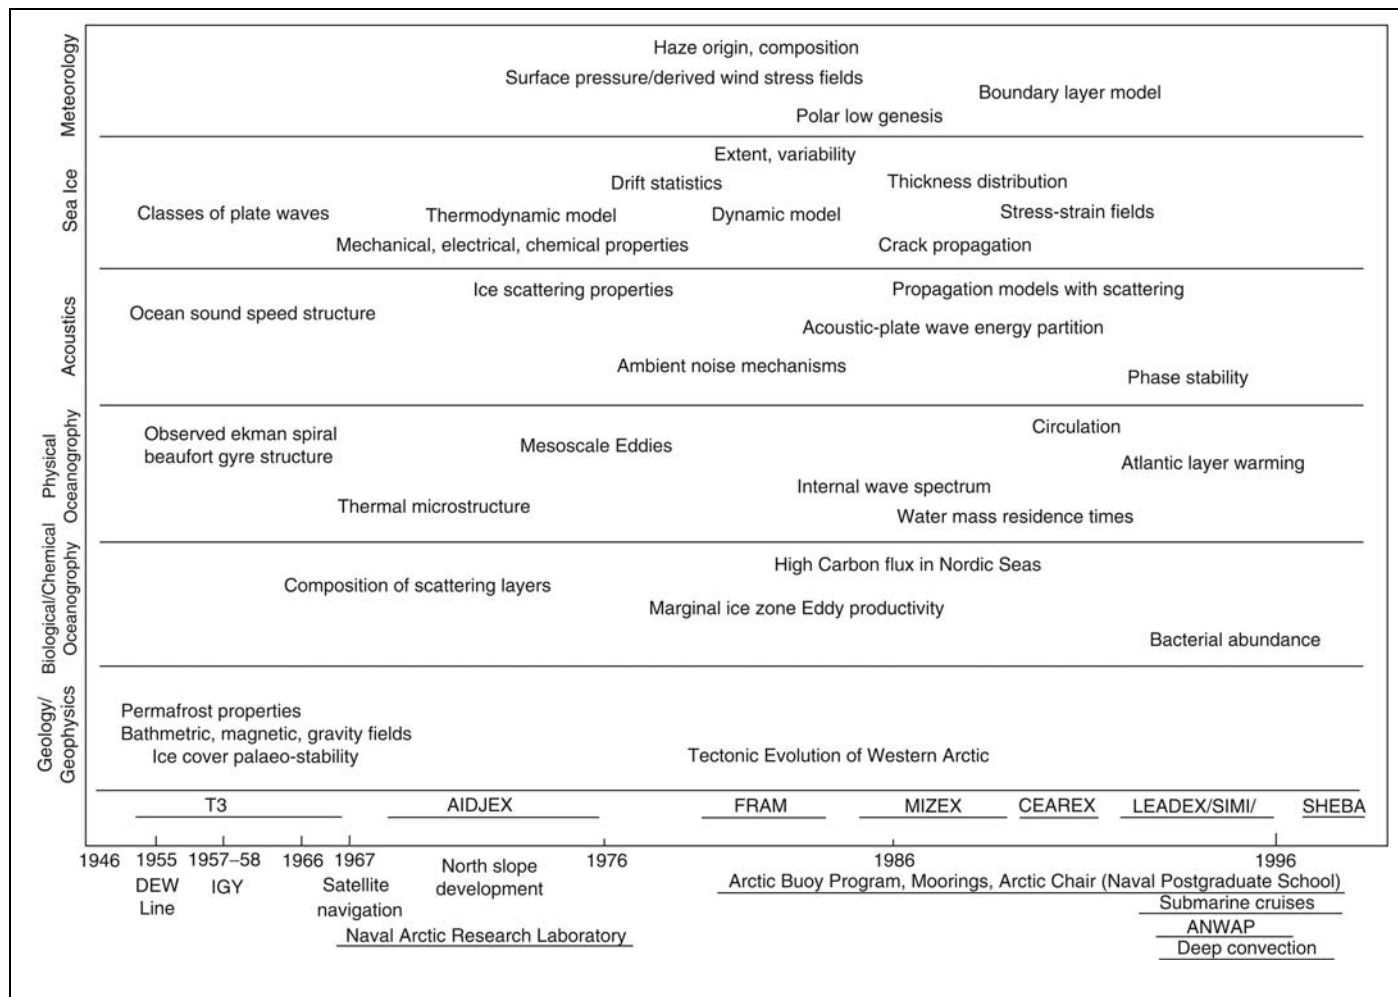 Meteorology
Haze origin, composition
Surface pressure/derived wind stress fields
Boundary layer model
Polar low genesis
Sea Ice
Extent, variability
Drift statistics
Thickness distribution
Classes of plate waves
Thermodynamic model
Dynamic model
Stress-strain fields
Mechanical, electrical, chemical properties
Crack propagation
Acoustics
Ice scattering properties
Propagation models with scattering
Ocean sound speed structure
Acoustic-plate wave energy partition
Ambient noise mechanisms
Phase stability
Physical
Oceanography
Circulation
Observed ekman spiral
beaufort gyre structure
Mesoscale Eddies
Atlantic layer warming
Internal wave spectrum
Thermal microstructure
Water mass residence times
Biological/Chemical
Oceanography
High Carbon flux in Nordic Seas
Composition of scattering layers
Marginal ice zone Eddy productivity
Bacterial abundance
Geology/
Geophysics
Permafrost properties
Bathmetric, magnetic, gravity fields
Ice cover palaeo-stability
Tectonic Evolution of Western Arctic
T3
AIDJEX
FRAM
MIZEX
CEAREX
LEADEX/SIMI/
SHEBA
1946
1955
1957–58
1966
1967
1976
1986
1996
DEW
Line
IGY
Satellite
navigation
North slope
development
Arctic Buoy Program, Moorings, Arctic Chair (Naval Postgraduate School)
Submarine cruises
ANWAP
Deep convection
Naval Arctic Research Laboratory